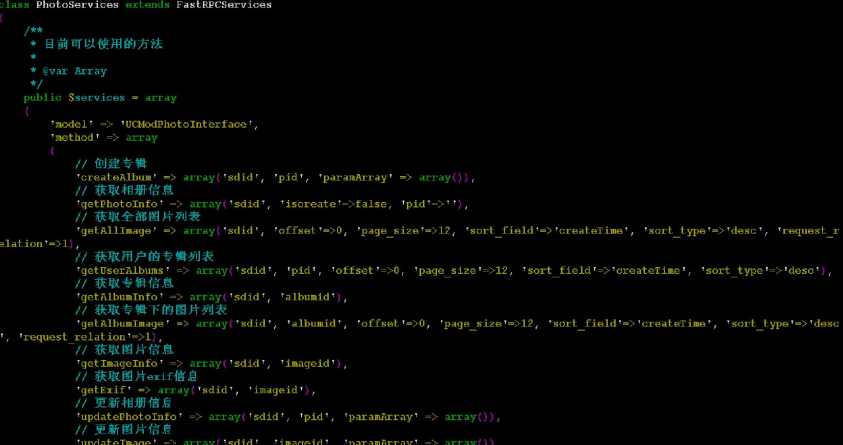 class PhotoServices extends FastRPCServices
{
/**
* 目前可以使用的方法
*
* @var Array
*/
public $services = array
(
'model' => 'UCModPhotoInterface',
'method' => array
(
// 创建专辑
'createAlbum' => array('sdid', 'pid', 'paramArray' => array()),
// 获取相册信息
'getPhotoInfo' => array('sdid', 'iscreate'=>false, 'pid'=>''),
// 获取全部图片列表
'getAllImage' => array('sdid', 'offset'=>0, 'page_size'=>12, 'sort_field'=>'createTime', 'sort_type'=>'desc', 'request_r
elation'=>1),
// 获取用户的专辑列表
'getUserAlbums' => array('sdid', 'pid', 'offset'=>0, 'page_size'=>12, 'sort_field'=>'createTime', 'sort_type'=>'desc'),
// 获取专辑信息
'getAlbumInfo' => array('sdid', 'albumid'),
// 获取专辑下的图片列表
'getAlbumImage' => array('sdid', 'albumid', 'offset'=>0, 'page_size'=>12, 'sort_field'=>'createTime', 'sort_type'=>'desc
', 'request_relation'=>1),
// 获取图片信息
'getImageInfo' => array('sdid', 'imageid'),
// 获取图片exif信息
'getExif' => array('sdid', 'imageid'),
// 更新相册信息
'updatePhotoInfo' => array('sdid', 'pid', 'paramArray' => array()),
// 更新图片信息
'updateImage' => array('sdid', 'imageid', 'paramArray' => array())